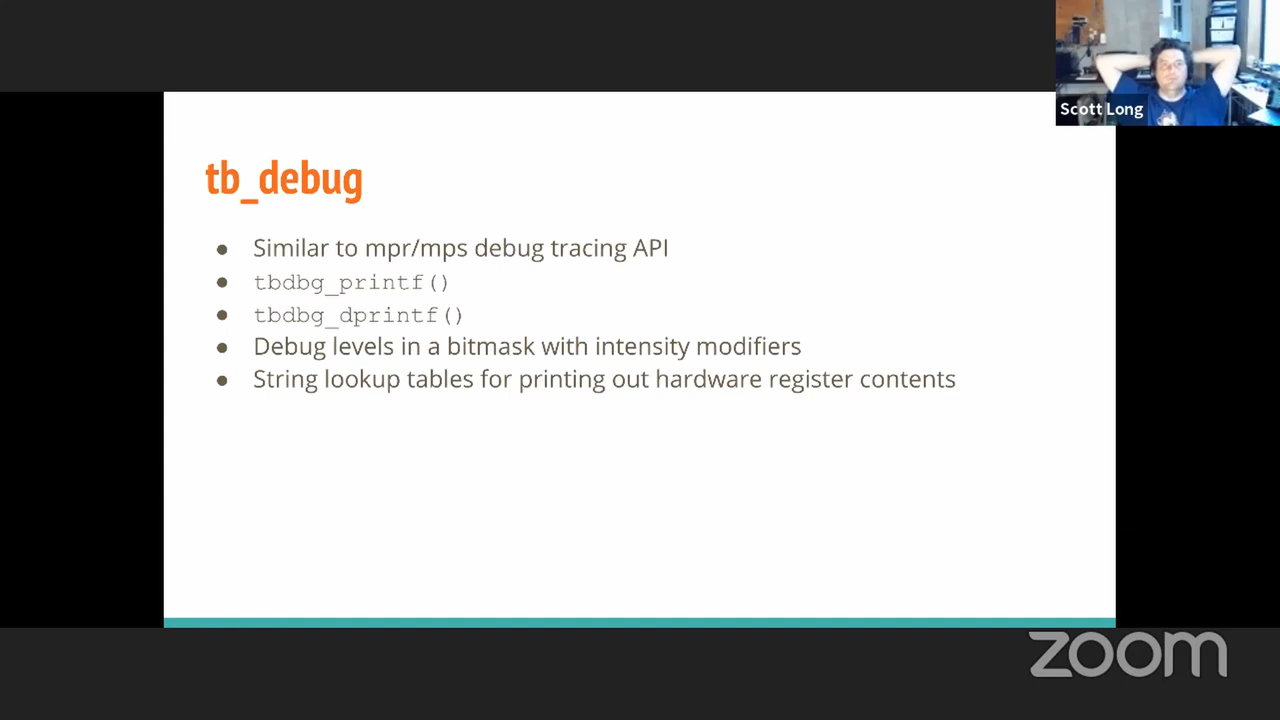 Scott Long
tb_debug
● Similar to mpr/mps debug tracing API
● tbdbg_printf()
● tbdbg_dprintf()
● Debug levels in a bitmask with intensity modifiers
● String lookup tables for printing out hardware register contents
zoom